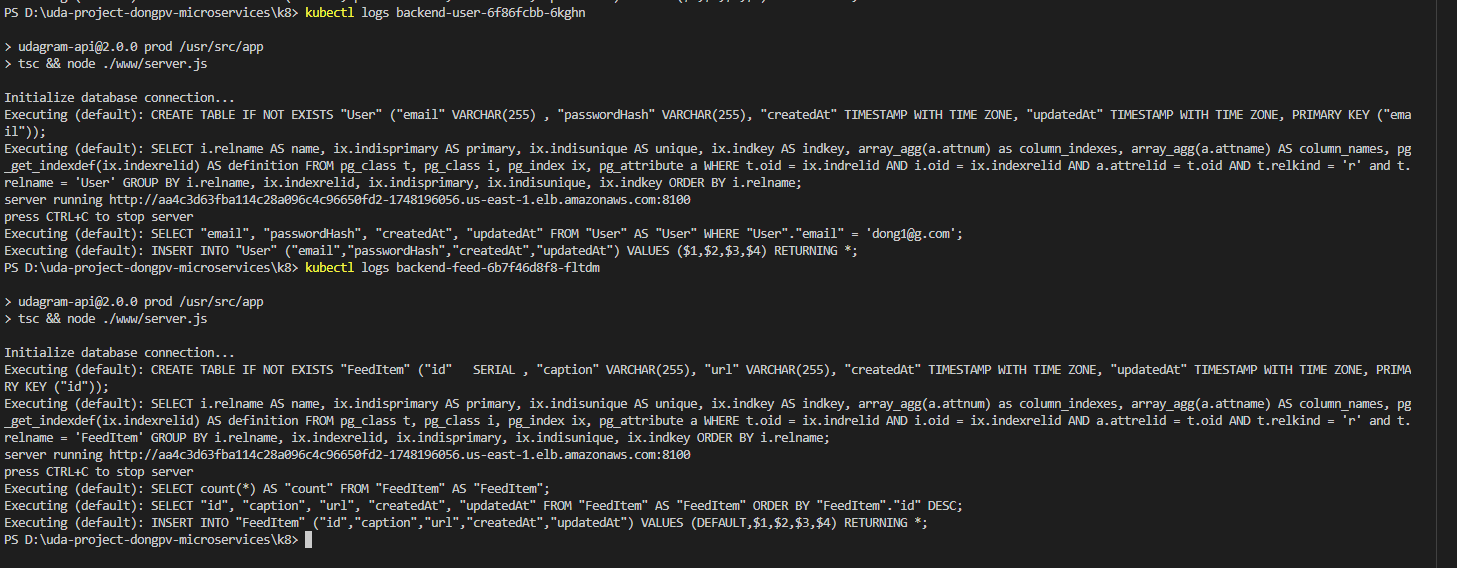 PS D:\uda-project-dongpv-microservices\k8> kubectl logs backend-user-6f86fcbb-6kghn
> udagram-api@2.0.0 prod /usr/src/app
> tsc && node ./www/server.js
Initialize database connection...
Executing (default): CREATE TABLE IF NOT EXISTS "User" ("email" VARCHAR(255) , "passwordHash" VARCHAR(255), "createdAt" TIMESTAMP WITH TIME ZONE, "updatedAt" TIMESTAMP WITH TIME ZONE, PRIMARY KEY ("ema
il"));
Executing (default): SELECT i.relname AS name, ix.indisprimary AS primary, ix.indisunique AS unique, ix.indkey AS indkey, array_agg(a.attnum) as column_indexes, array_agg(a.attname) AS column_names, pg
_get_indexdef(ix.indexrelid) AS definition FROM pg_class t, pg_class i, pg_index ix, pg_attribute a WHERE t.oid = ix.indrelid AND i.oid = ix.indexrelid AND a.attrelid = t.oid AND t.relkind = 'r' and t.
relname = 'User' GROUP BY i.relname, ix.indexrelid, ix.indisprimary, ix.indisunique, ix.indkey ORDER BY i.relname;
server running http://aa4c3d63fba114c28a096c4c96650fd2-1748196056.us-east-1.elb.amazonaws.com:8100
press CTRL+C to stop server
Executing (default): SELECT "email", "passwordHash", "createdAt", "updatedAt" FROM "User" AS "User" WHERE "User"."email" = 'dong1@g.com';
Executing (default): INSERT INTO "User" ("email","passwordHash","createdAt","updatedAt") VALUES ($1,$2,$3,$4) RETURNING *;
PS D:\uda-project-dongpv-microservices\k8> kubectl logs backend-feed-6b7f46d8f8-fltdm
> udagram-api@2.0.0 prod /usr/src/app
> tsc && node ./www/server.js
Initialize database connection...
Executing (default): CREATE TABLE IF NOT EXISTS "FeedItem" ("id"   SERIAL , "caption" VARCHAR(255), "url" VARCHAR(255), "createdAt" TIMESTAMP WITH TIME ZONE, "updatedAt" TIMESTAMP WITH TIME ZONE, PRIMA
RY KEY ("id"));
Executing (default): SELECT i.relname AS name, ix.indisprimary AS primary, ix.indisunique AS unique, ix.indkey AS indkey, array_agg(a.attnum) as column_indexes, array_agg(a.attname) AS column_names, pg
_get_indexdef(ix.indexrelid) AS definition FROM pg_class t, pg_class i, pg_index ix, pg_attribute a WHERE t.oid = ix.indrelid AND i.oid = ix.indexrelid AND a.attrelid = t.oid AND t.relkind = 'r' and t.
relname = 'FeedItem' GROUP BY i.relname, ix.indexrelid, ix.indisprimary, ix.indisunique, ix.indkey ORDER BY i.relname;
server running http://aa4c3d63fba114c28a096c4c96650fd2-1748196056.us-east-1.elb.amazonaws.com:8100
press CTRL+C to stop server
Executing (default): SELECT count(*) AS "count" FROM "FeedItem" AS "FeedItem";
Executing (default): SELECT "id", "caption", "url", "createdAt", "updatedAt" FROM "FeedItem" AS "FeedItem" ORDER BY "FeedItem"."id" DESC;
Executing (default): INSERT INTO "FeedItem" ("id","caption","url","createdAt","updatedAt") VALUES (DEFAULT,$1,$2,$3,$4) RETURNING *;
PS D:\uda-project-dongpv-microservices\k8>